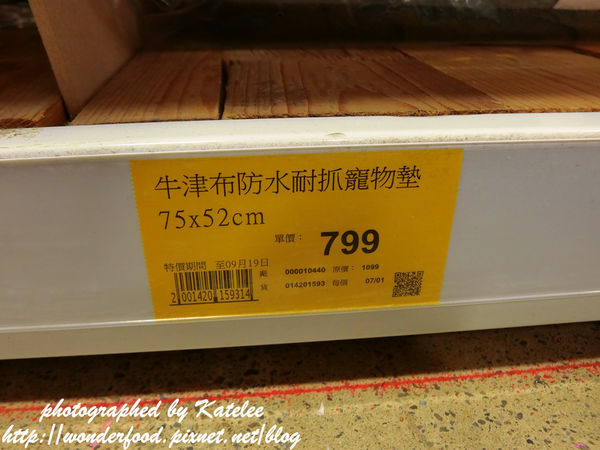 牛津布防水耐抓寵物墊
75x52cm
單價： 799
特價期間 至09月19日
廠 000010440 原價： 1099
貨 014201593 每個 07/01
2 001420 159314
photographed by Katelee
http://wonderfood.pixnet.net/blog